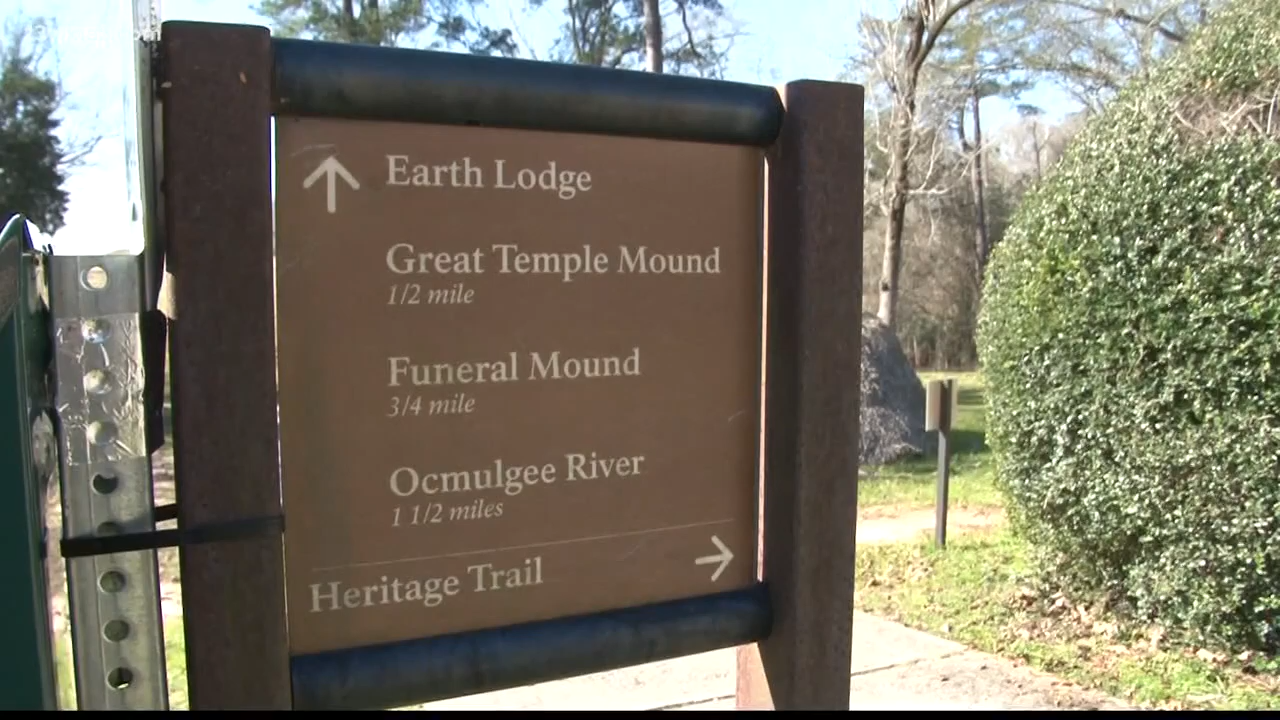 Earth Lodge
Great Temple Mound
1/2 mile
Funeral Mound
3/4 mile
Ocmulgee River
1 1/2 miles
Heritage Trail